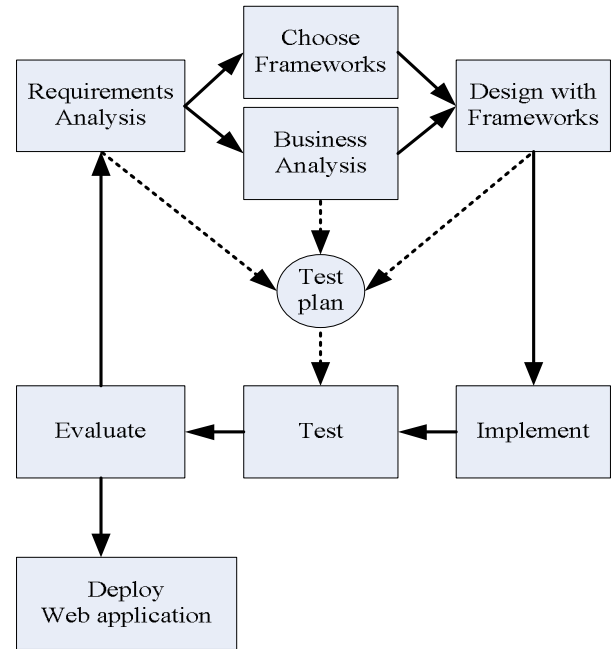 Choose
Frameworks
Requirements
Analysis
Design with
Frameworks
Business
Analysis
Test
plan
Evaluate
Test
Implement
Deploy
Web application